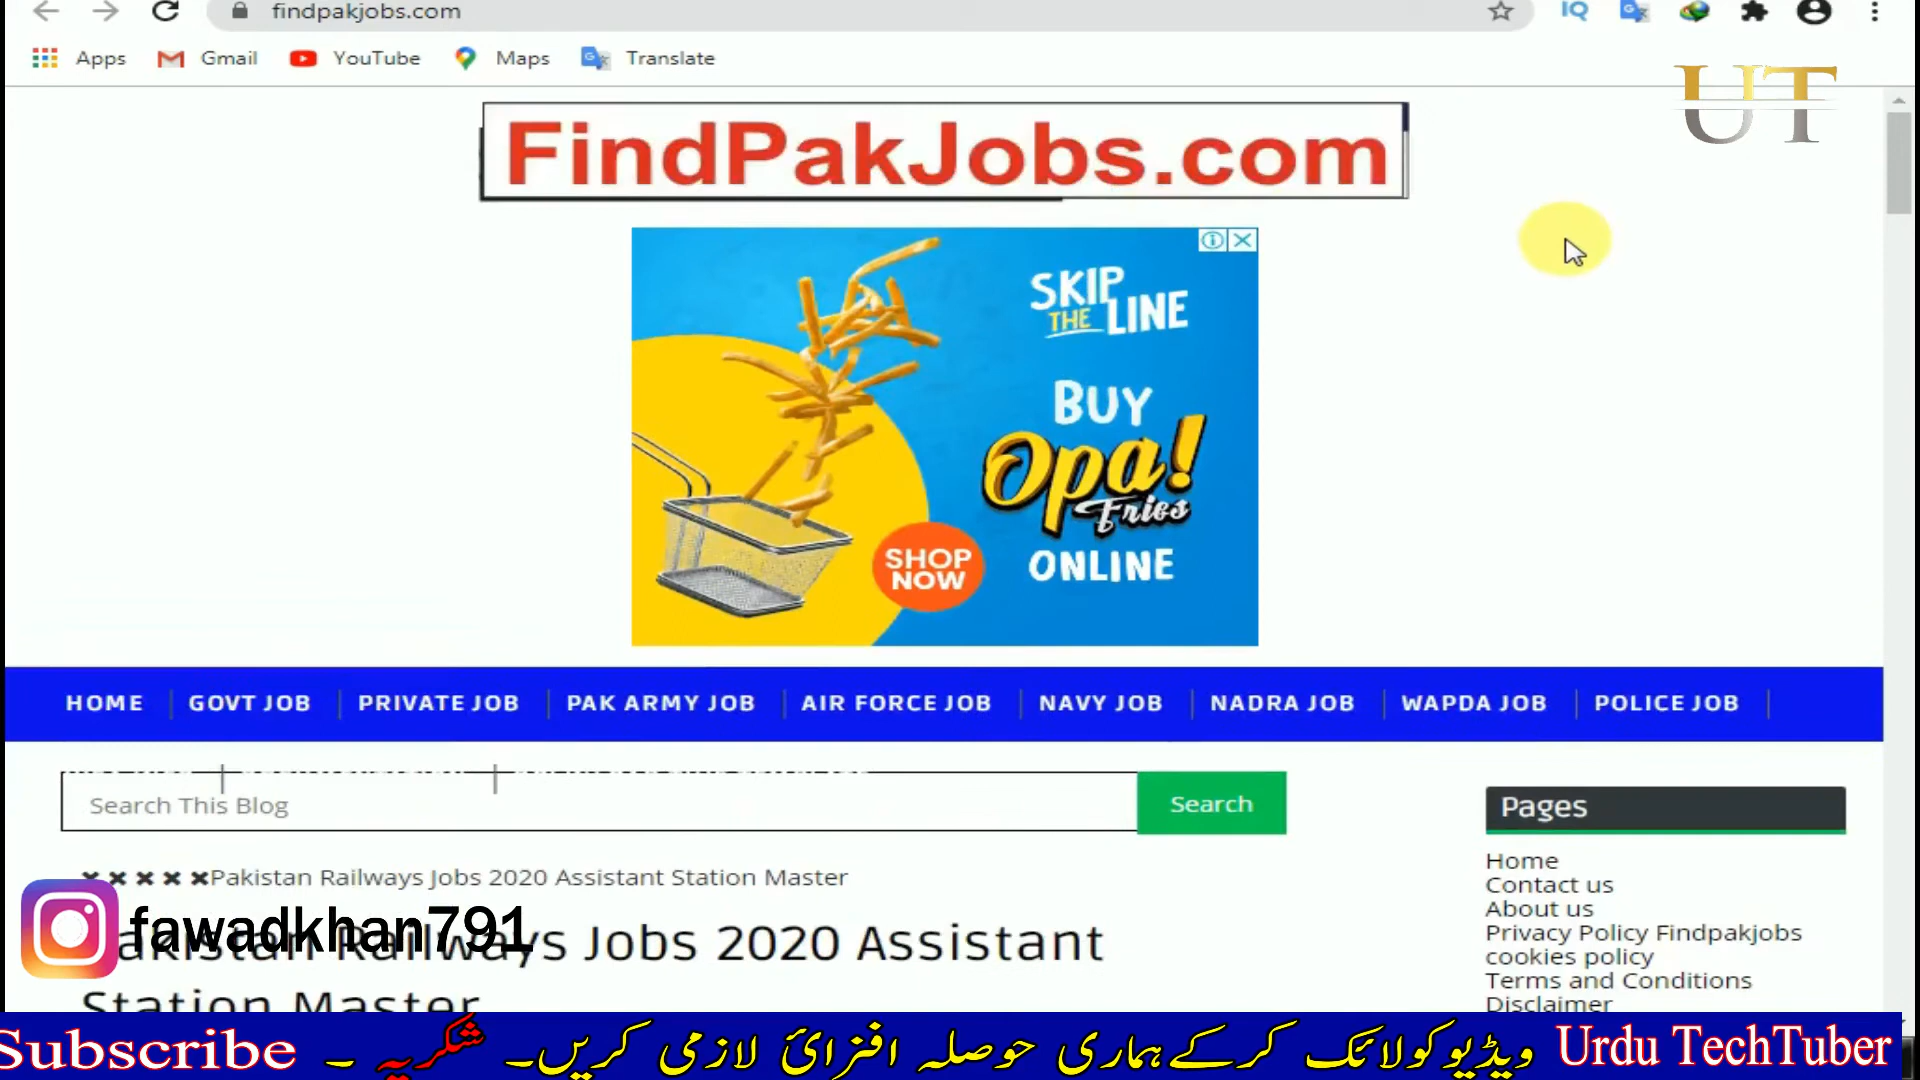 findpakjobs.com
IQ
Apps Gmail YouTube Maps Translate
UT
FindPakJobs.com
SKIP
THE LINE
BUY
Opa!
Fries
ONLINE
SHOP
NOW
HOME GOVT JOB PRIVATE JOB PAK ARMY JOB AIR FORCE JOB NAVY JOB NADRA JOB WAPDA JOB POLICE JOB
Search This Blog Search
Pakistan Railways Jobs 2020 Assistant Station Master
fawadkhan791
Pakistan Railways Jobs 2020 Assistant
Station Master
Pages
Home
Contact us
About us
Privacy Policy Findpakjobs
cookies policy
Terms and Conditions
Disclaimer
Urdu TechTuber ویڈیو کو لائک کر کے ہماری حوصلہ افزائ لازمی کریں۔ شکریہ ۔ Subscribe